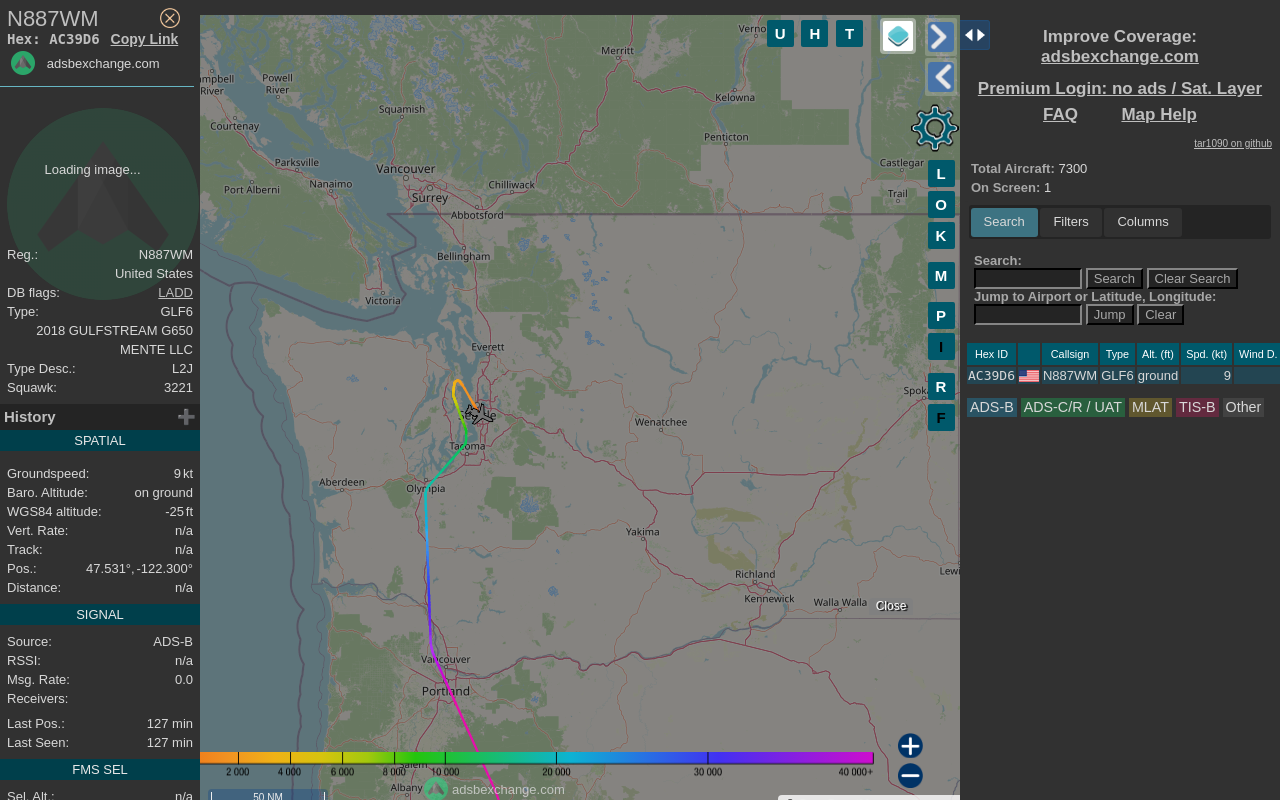 N887WM
Hex: AC39D6 Copy Link
adsbexchange.com
Loading image...
Reg.: N887WM
United States
DB flags: LADD
Type: GLF6
2018 GULFSTREAM G650
MENTE LLC
Type Desc.: L2J
Squawk: 3221
History
SPATIAL
Groundspeed: 9 kt
Baro. Altitude: on ground
WGS84 altitude: -25 ft
Vert. Rate: n/a
Track: n/a
Pos.: 47.531°, -122.300°
Distance: n/a
SIGNAL
Source: ADS-B
RSSI: n/a
Msg. Rate: 0.0
Receivers:
Last Pos.: 127 min
Last Seen: 127 min
FMS SEL
Sel. Alt.: n/a
U H T
Merritt
Powell
River
River
Squamish
Kelowna
Courtenay
Penticton
Parksville
Vancouver
Castlegar
Port Alberni
Nanaimo
Chilliwack
Surrey
Trail
Abbotsford
Bellingham
Victoria
Everett
Wenatchee
Tacoma
Aberdeen
Olympia
Yakima
Richland
Kennewick
Walla Walla
Close
Vancouver
Portland
Salem
Albany
L
O
K
M
P
I
R
F
2 000 4 000 6 000 8 000 10 000 20 000 30 000 40 000+
adsbexchange.com
50 NM
Improve Coverage:
adsbexchange.com
Premium Login: no ads / Sat. Layer
FAQ Map Help
tar1090 on github
Total Aircraft: 7300
On Screen: 1
Search Filters Columns
Search:
Search Clear Search
Jump to Airport or Latitude, Longitude:
Jump Clear
Hex ID Callsign Type Alt. (ft) Spd. (kt) Wind D.
AC39D6 N887WM GLF6 ground 9
ADS-B ADS-C/R / UAT MLAT TIS-B Other